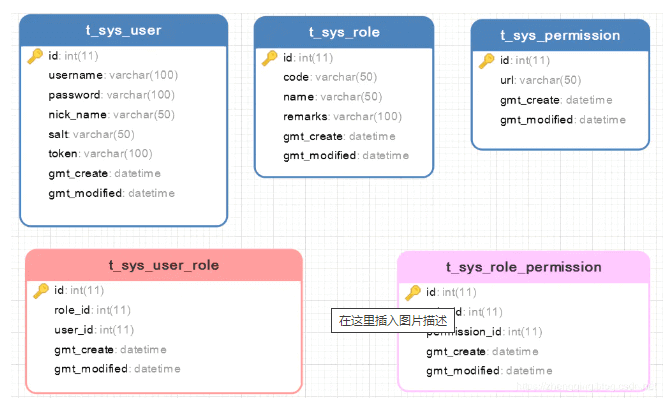 t_sys_user
id: int(11)
username: varchar(100)
password: varchar(100)
nick_name: varchar(50)
salt: varchar(50)
token: varchar(100)
gmt_create: datetime
gmt_modified: datetime
t_sys_role
id: int(11)
code: varchar(50)
name: varchar(50)
remarks: varchar(100)
gmt_create: datetime
gmt_modified: datetime
t_sys_permission
id: int(11)
url: varchar(50)
gmt_create: datetime
gmt_modified: datetime
t_sys_user_role
id: int(11)
role_id: int(11)
user_id: int(11)
gmt_create: datetime
gmt_modified: datetime
t_sys_role_permission
id: int(11)
int(11)
在这里插入图片描述
permission_id: int(11)
gmt_create: datetime
gmt_modified: datetime